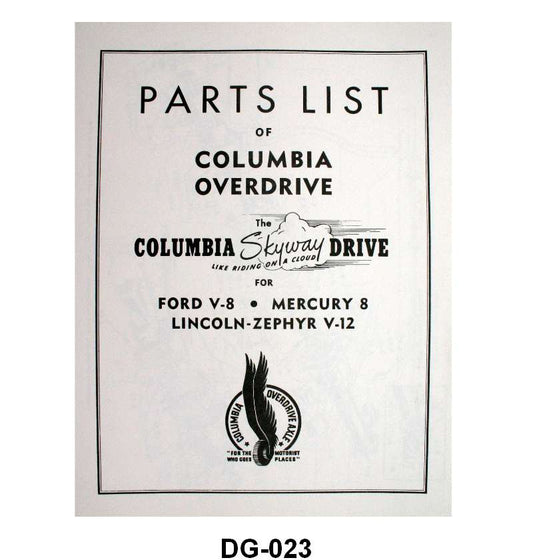 PARTS LIST
OF
COLUMBIA
OVERDRIVE
The
COLUMBIA Skyway DRIVE
LIKE RIDING ON A CLOUD
FOR
FORD V-8 • MERCURY 8
LINCOLN-ZEPHYR V-12
COLUMBIA OVERDRIVE AXLE
"FOR THE MOTORIST
WHO GOES PLACES"
DG-023